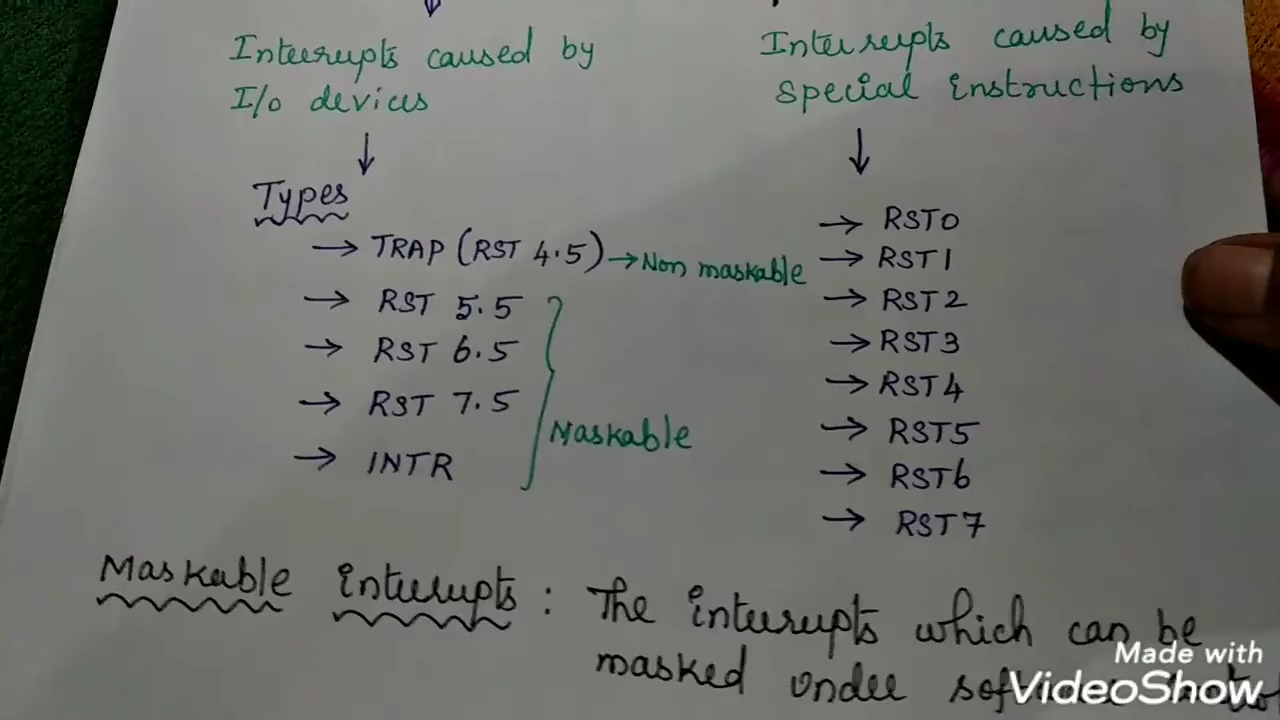 Interrupts caused by
I/o devices
Types
→ TRAP (RST 4.5) → Non maskable
→ RST 5.5
→ RST 6.5
→ RST 7.5
→ INTR
Maskable
Interrupts caused by
special instructions
→ RST0
→ RST1
→ RST2
→ RST3
→ RST4
→ RST5
→ RST6
→ RST7
Maskable interrupts : The interrupts which can be
masked under software
Made with
VideoShow